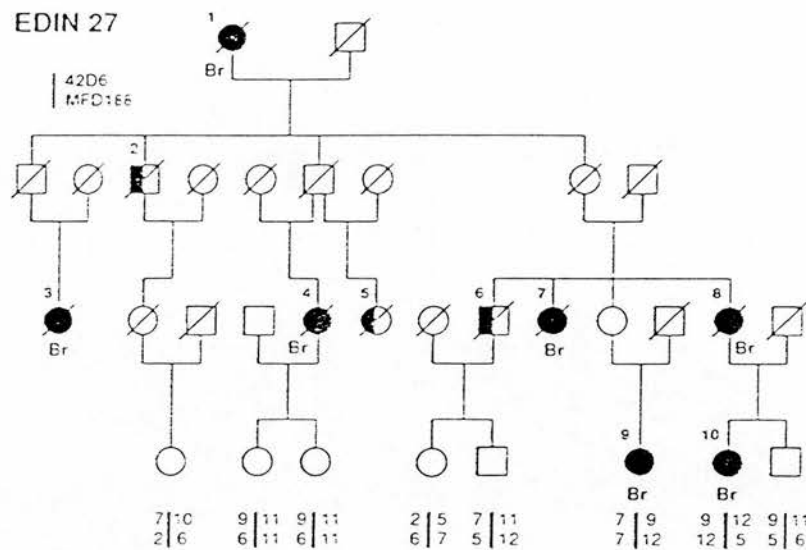 EDIN 27
1
Br
42D6
MFD188
2
3 4 5 6 7 8
Br Br Br Br
9 10
Br Br
7|10 9|11 9|11 2|5 7|11 7|9 9|12 9|11
2|6 6|11 6|11 6|7 5|12 7|12 12|5 5|6